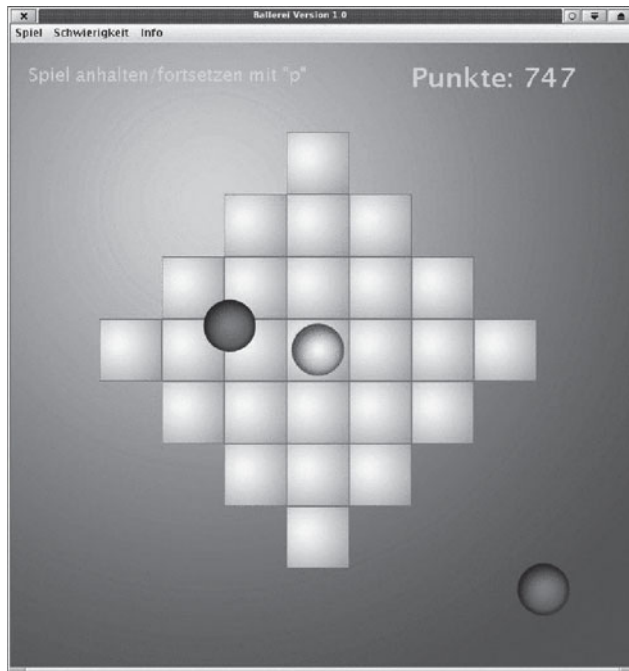 Ballerei Version 1.0
Spiel Schwierigkeit Info
Spiel anhalten/fortsetzen mit "p"
Punkte: 747